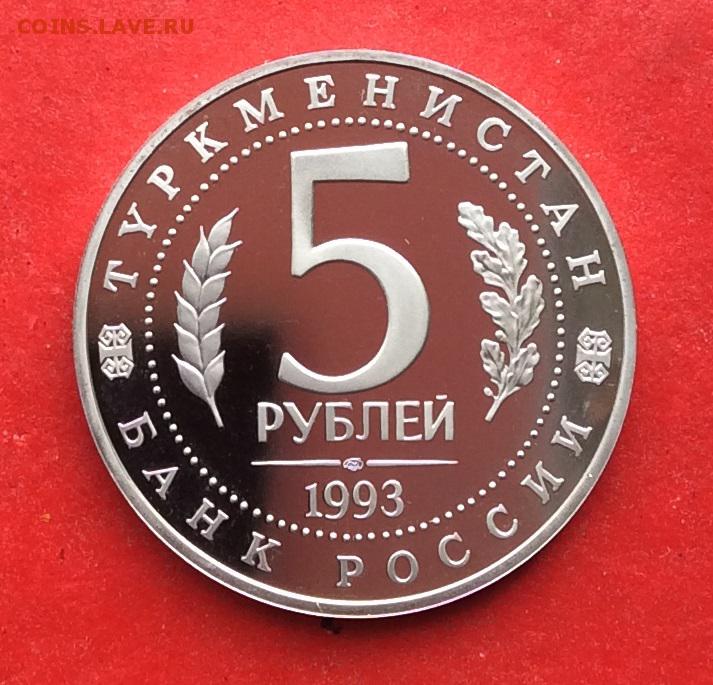 COINS.LAVE.RU
ТУРКМЕНИСТАН
5
РУБЛЕЙ
1993
БАНК РОССИИ